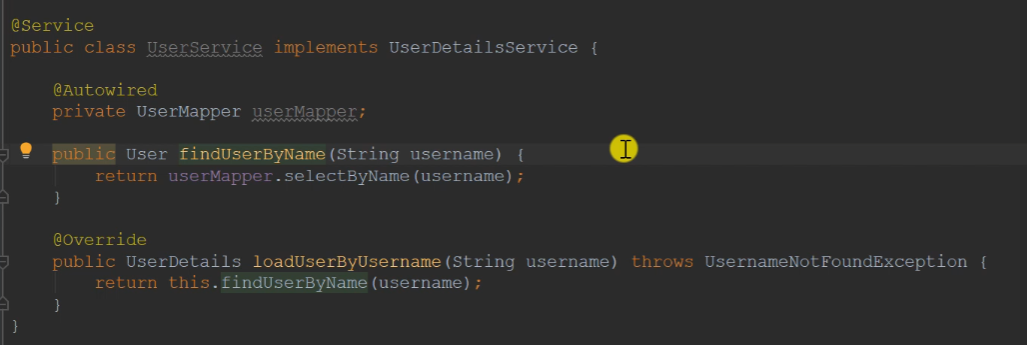 @Service
public class UserService implements UserDetailsService {
@Autowired
private UserMapper userMapper;
public User findUserByName(String username) {
return userMapper.selectByName(username);
}
@Override
public UserDetails loadUserByUsername(String username) throws UsernameNotFoundException {
return this.findUserByName(username);
}
}